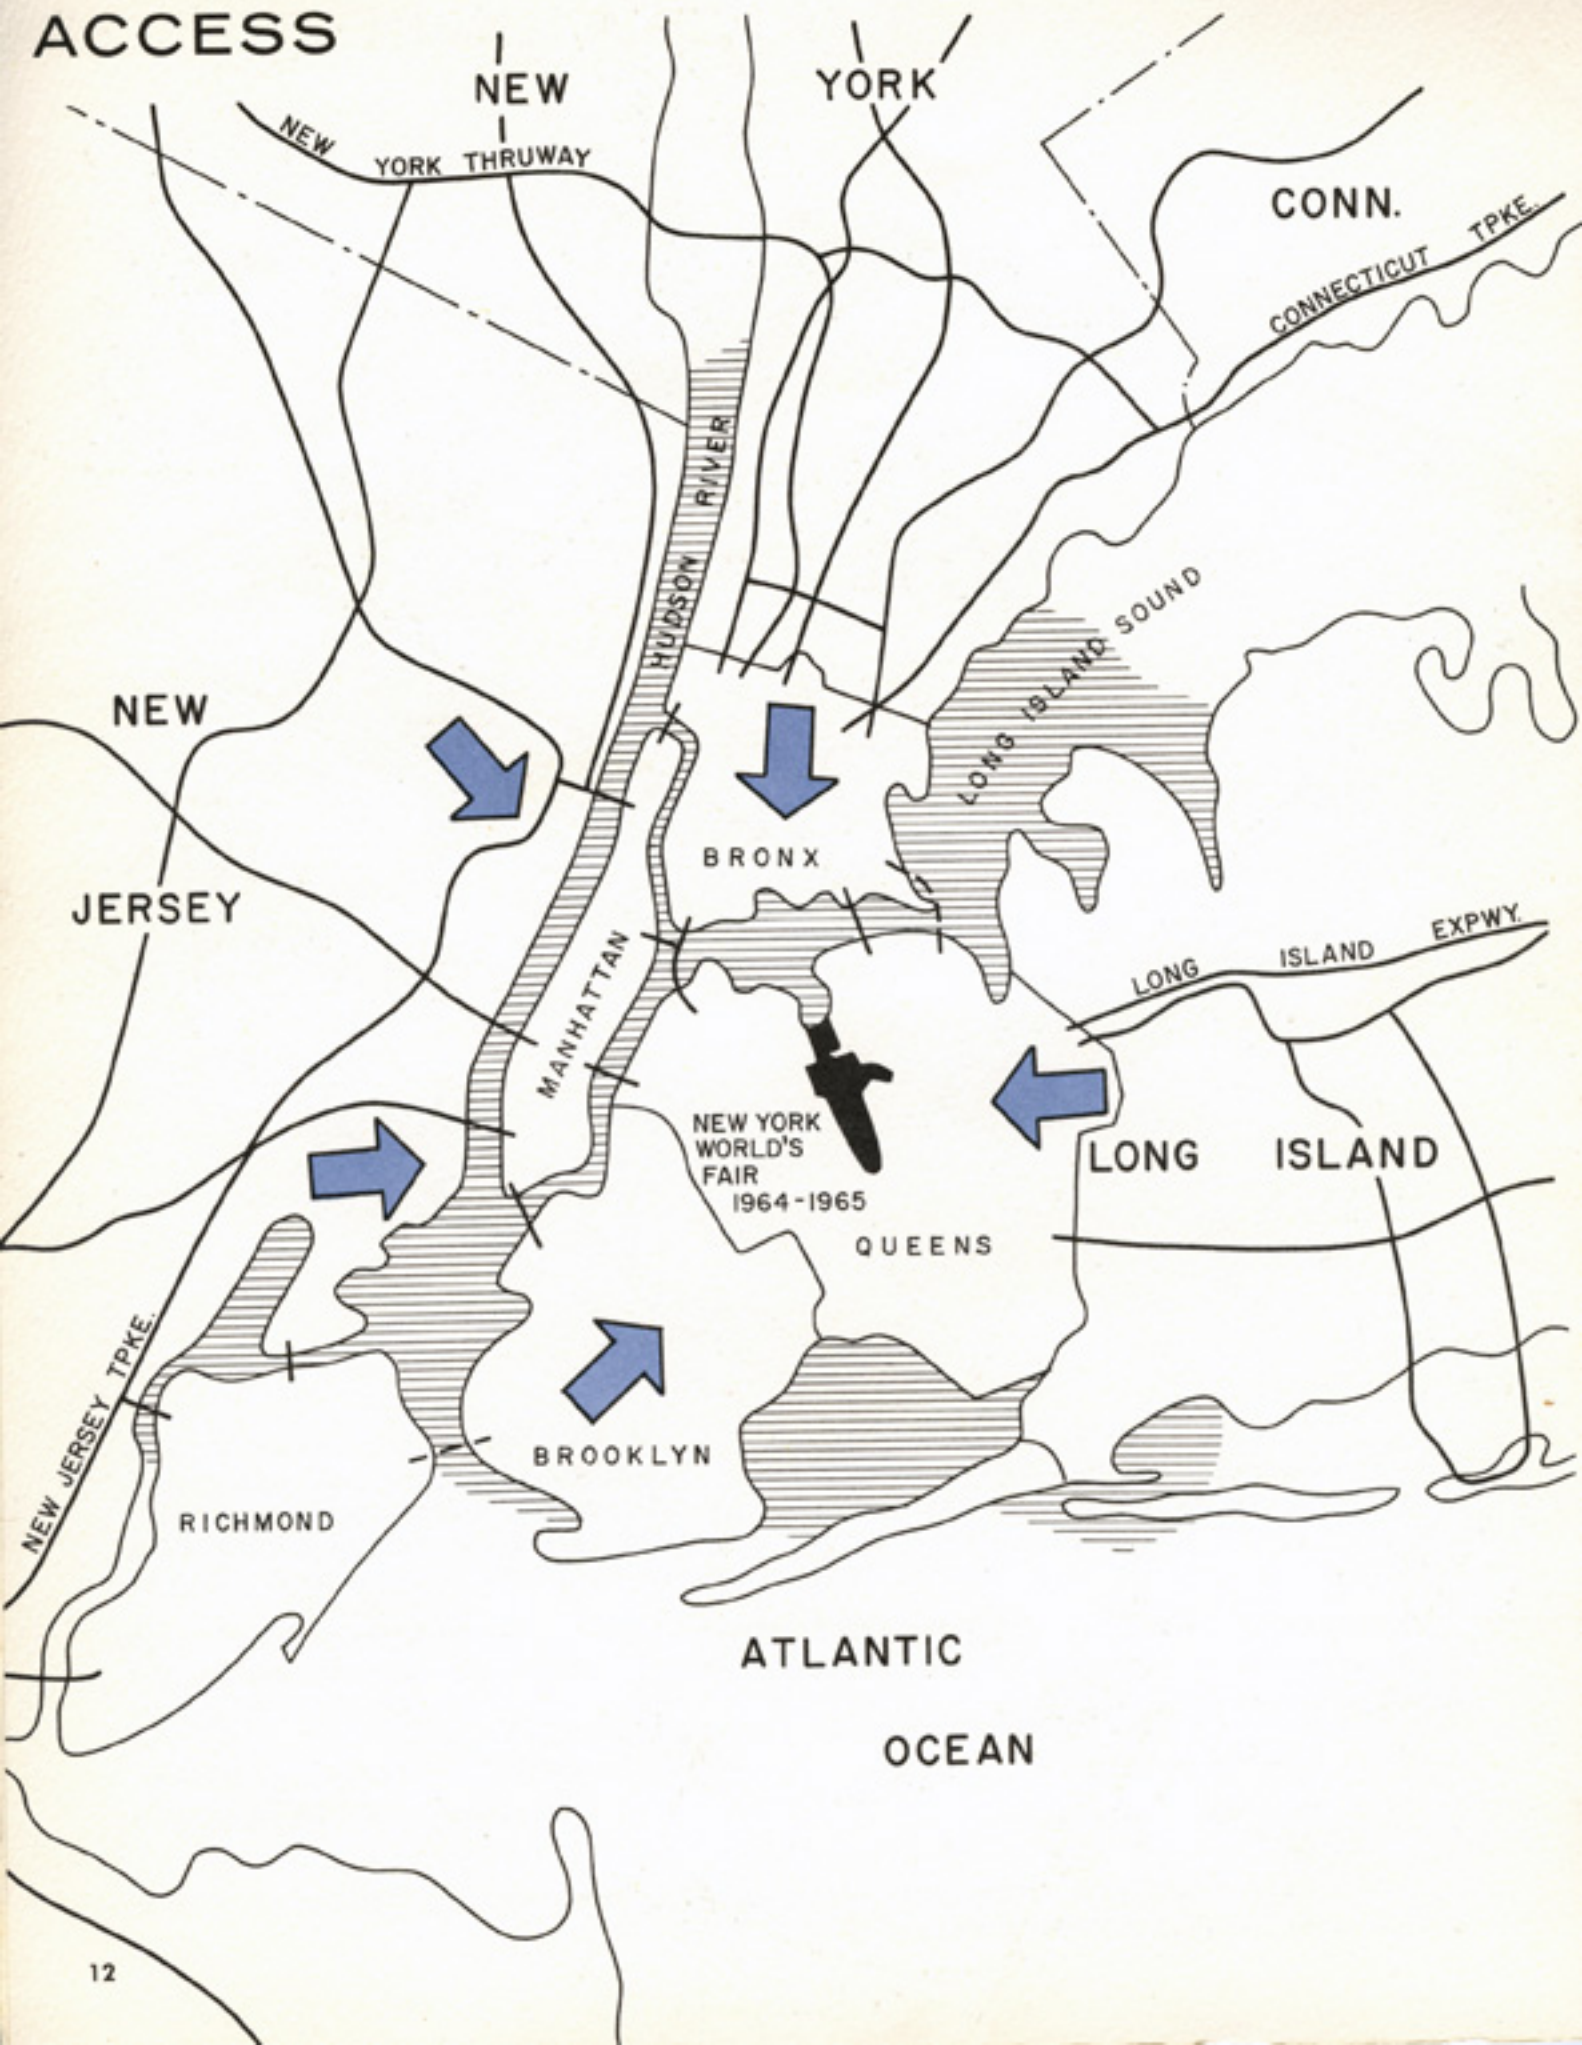 ACCESS
NEW YORK
NEW YORK THRUWAY
CONN.
CONNECTICUT TPKE.
HUDSON RIVER
LONG ISLAND SOUND
NEW
JERSEY
BRONX
MANHATTAN
LONG ISLAND EXPWY.
NEW YORK
WORLD'S
FAIR
1964-1965
LONG ISLAND
QUEENS
NEW JERSEY TPKE.
BROOKLYN
RICHMOND
ATLANTIC
OCEAN
12